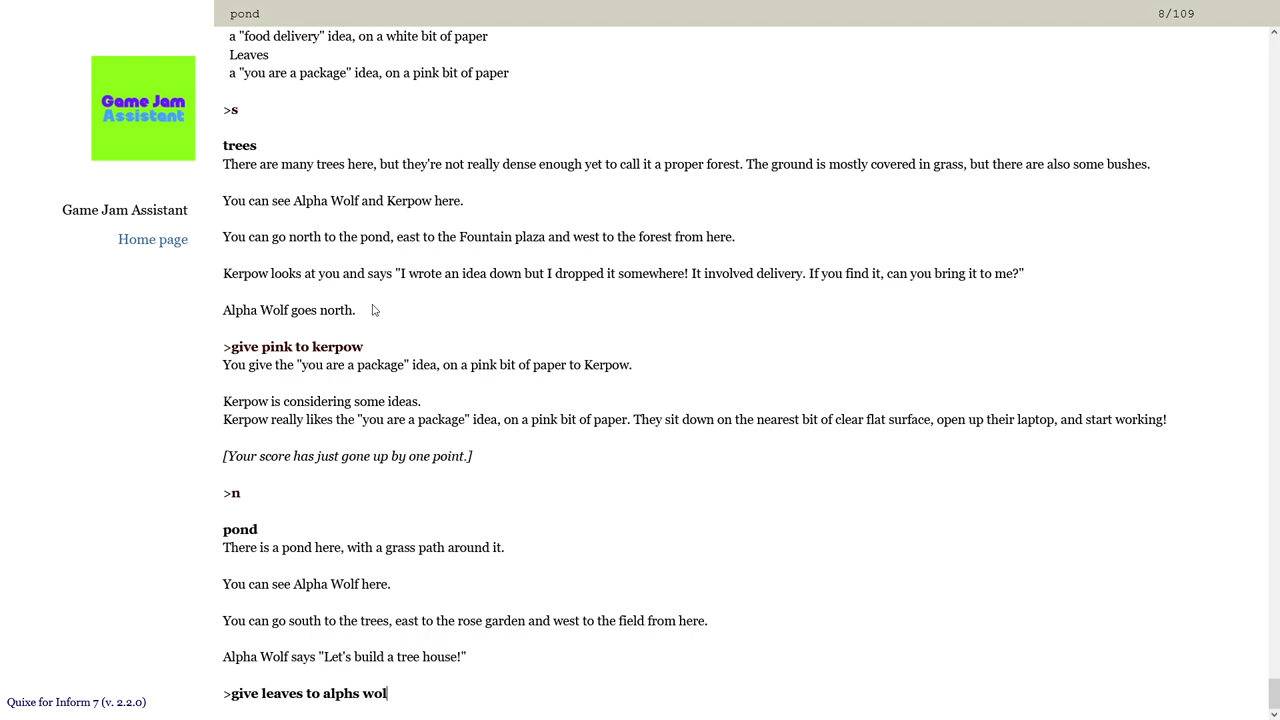 pond 8/109
a "food delivery" idea, on a white bit of paper
Leaves
a "you are a package" idea, on a pink bit of paper
>s
trees
There are many trees here, but they're not really dense enough yet to call it a proper forest. The ground is mostly covered in grass, but there are also some bushes.
You can see Alpha Wolf and Kerpow here.
You can go north to the pond, east to the Fountain plaza and west to the forest from here.
Kerpow looks at you and says "I wrote an idea down but I dropped it somewhere! It involved delivery. If you find it, can you bring it to me?"
Alpha Wolf goes north.
>give pink to kerpow
You give the "you are a package" idea, on a pink bit of paper to Kerpow.
Kerpow is considering some ideas.
Kerpow really likes the "you are a package" idea, on a pink bit of paper. They sit down on the nearest bit of clear flat surface, open up their laptop, and start working!
[Your score has just gone up by one point.]
>n
pond
There is a pond here, with a grass path around it.
You can see Alpha Wolf here.
You can go south to the trees, east to the rose garden and west to the field from here.
Alpha Wolf says "Let's build a tree house!"
>give leaves to alphs wol
Game Jam
Assistant
Game Jam Assistant
Home page
Quixe for Inform 7 (v. 2.2.0)